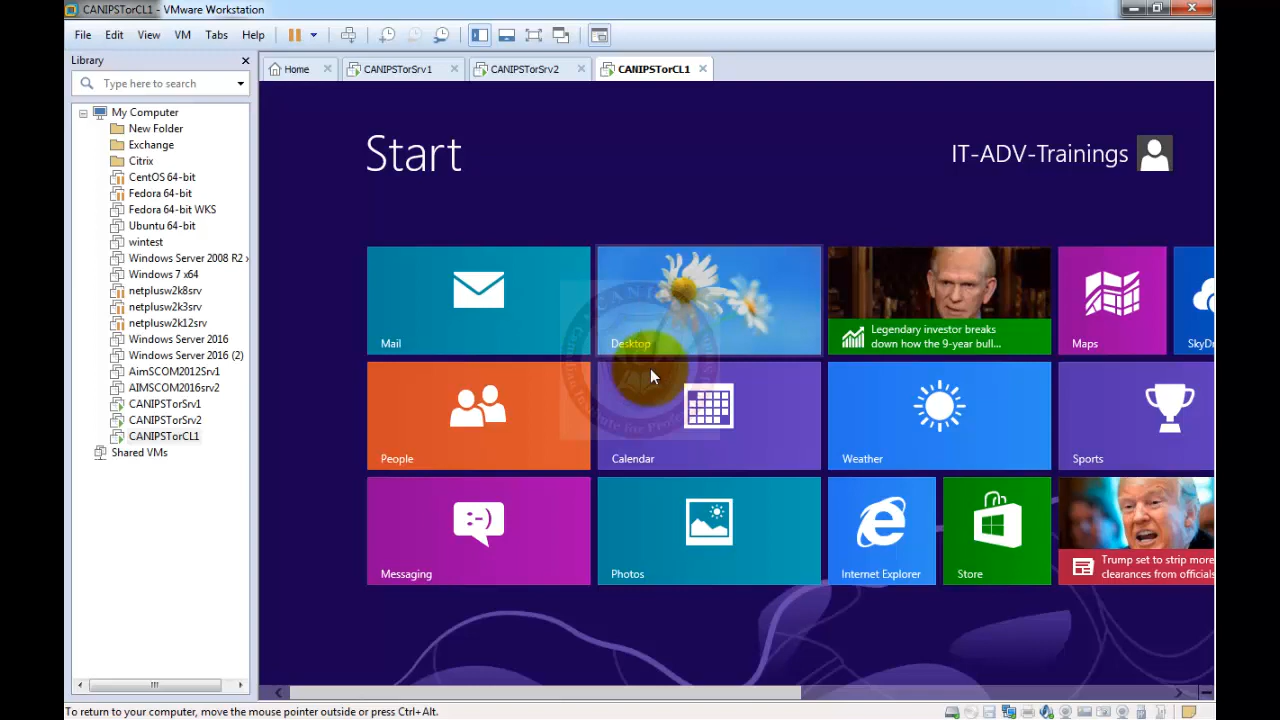 CANIPSTorCL1 - VMware Workstation
File Edit View VM Tabs Help
Library
Type here to search
Home CANIPSTorSrv1 CANIPSTorSrv2 CANIPSTorCL1
My Computer
New Folder
Exchange
Citrix
CentOS 64-bit
Fedora 64-bit
Fedora 64-bit WKS
Ubuntu 64-bit
wintest
Windows Server 2008 R2 x
Windows 7 x64
netplusw2k8srv
netplusw2k3srv
netplusw2k12srv
Windows Server 2016
Windows Server 2016 (2)
AimSCOM2012Srv1
AIMSCOM2016srv2
CANIPSTorSrv1
CANIPSTorSrv2
CANIPSTorCL1
Shared VMs
Start
IT-ADV-Trainings
Mail
Desktop
Legendary investor breaks
down how the 9-year bull...
Maps
SkyD
People
Calendar
Weather
Sports
Messaging
Photos
Internet Explorer
Store
Trump set to strip more
clearances from officials
To return to your computer, move the mouse pointer outside or press Ctrl+Alt.